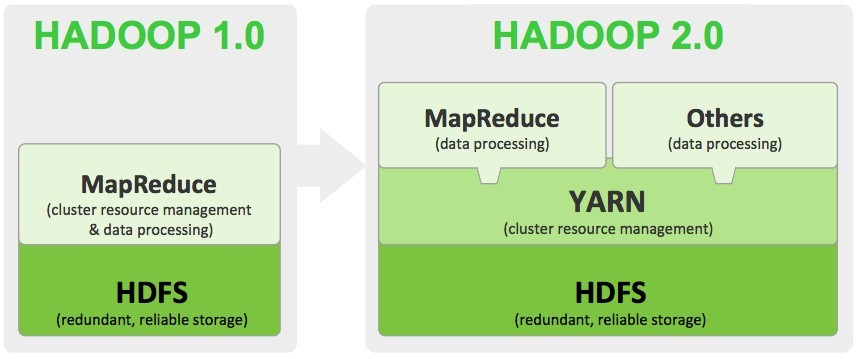 HADOOP 1.0
MapReduce
(cluster resource management
& data processing)
HDFS
(redundant, reliable storage)
HADOOP 2.0
MapReduce
(data processing)
Others
(data processing)
YARN
(cluster resource management)
HDFS
(redundant, reliable storage)